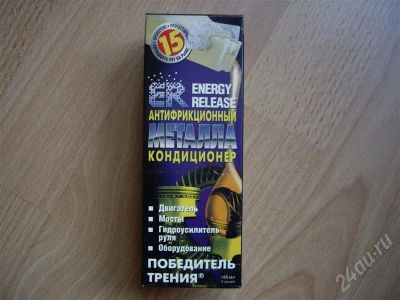 15
ER ENERGY
RELEASE
АНТИФРИКЦИОННЫЙ
МЕТАЛЛА
КОНДИЦИОНЕР
Двигатель
Мосты
Гидроусилитель
руля
Оборудование
ПОБЕДИТЕЛЬ
ТРЕНИЯ®
24au.ru